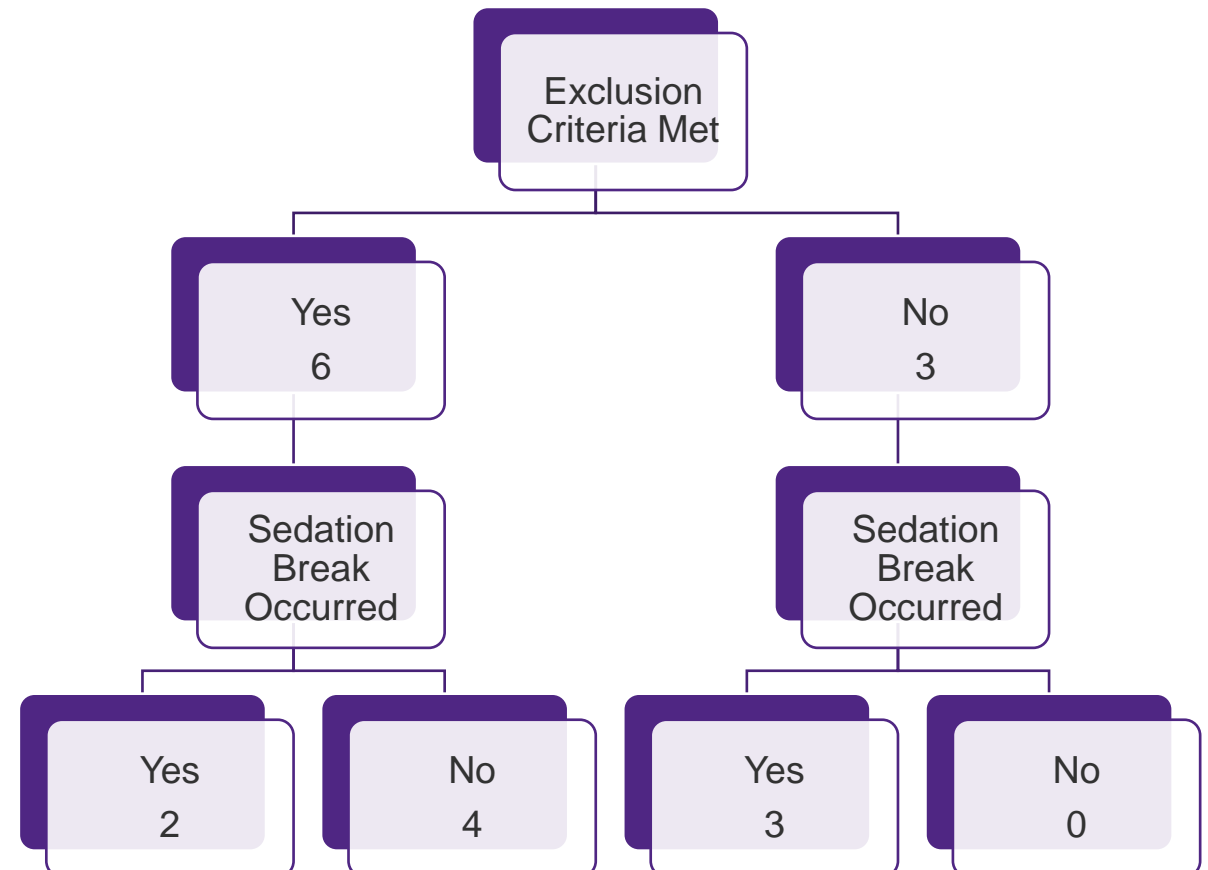 Exclusion
Criteria Met
Yes
6
No
3
Sedation
Break
Occurred
Sedation
Break
Occurred
Yes
2
No
4
Yes
3
No
0